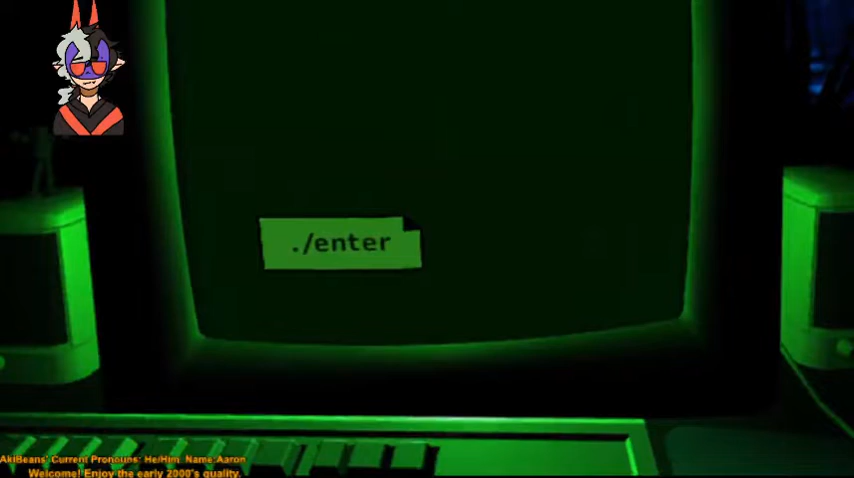 ./enter
AkiBeans' Current Pronouns: He/Him. Name:Aaron
Welcome! Enjoy the early 2000's quality.